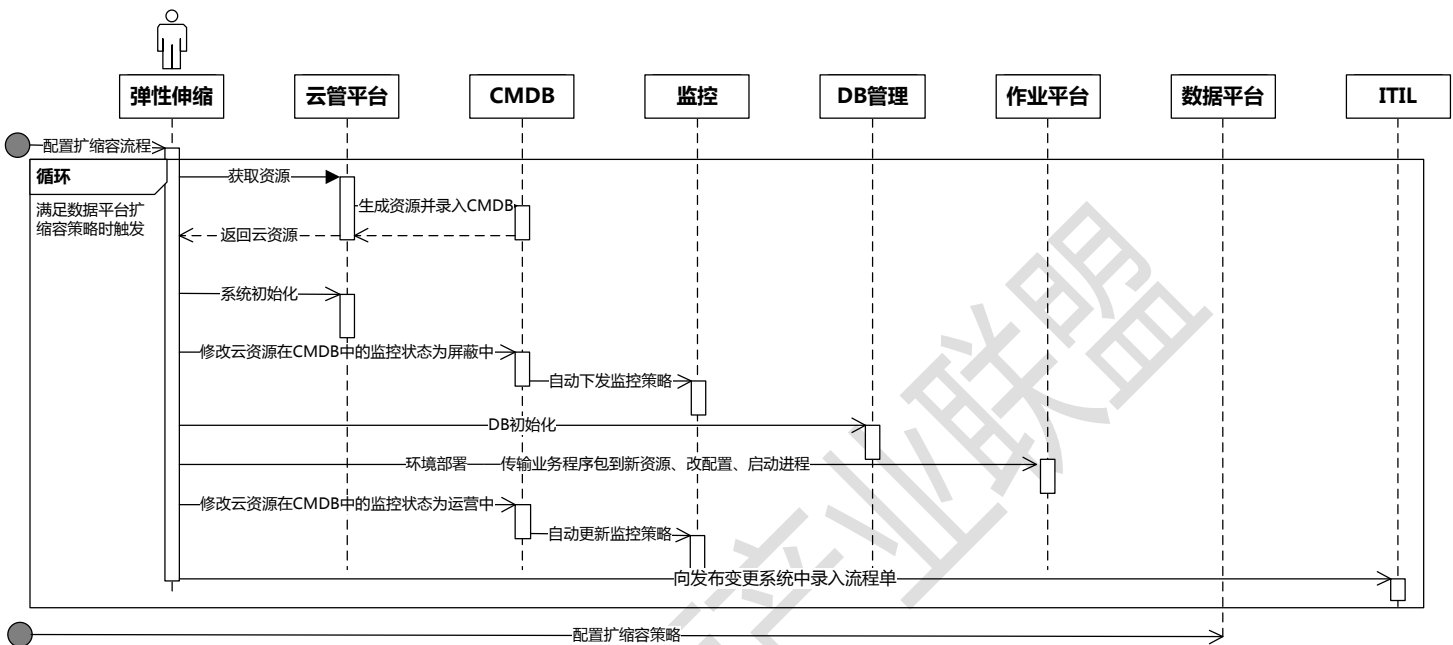 弹性伸缩
云管平台
CMDB
监控
DB管理
作业平台
数据平台
ITIL
配置扩缩容流程
循环
满足数据平台扩
缩容策略时触发
获取资源
生成资源并录入CMDB
返回云资源
系统初始化
修改云资源在CMDB中的监控状态为屏蔽中
自动下发监控策略
DB初始化
环境部署——传输业务程序包到新资源、改配置、启动进程
修改云资源在CMDB中的监控状态为运营中
自动更新监控策略
向发布变更系统中录入流程单
配置扩缩容策略
产业联盟